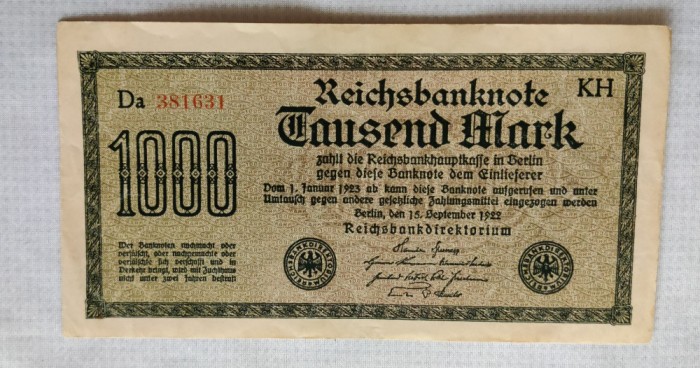 Da 381631
Reichsbanknote
KH
1000
Tausend Mark
zahlt die Reichsbankhauptkasse in Berlin
gegen diese Banknote dem Einlieferer
Vom 1. Januar 1923 ab kann diese Banknote aufgerufen und unter
Umtausch gegen andere gesetzliche Zahlungsmittel eingezogen werden
Berlin, den 15. September 1922
Reichsbankdirektorium
Wer Banknoten nachmacht oder
verfälscht, oder nachgemachte oder
verfälschte sich verschafft und in
Verkehr bringt, wird mit Zuchthaus
nicht unter zwei Jahren bestraft
REICHSBANKDIREKTORIUM
REICHSBANKDIREKTORIUM